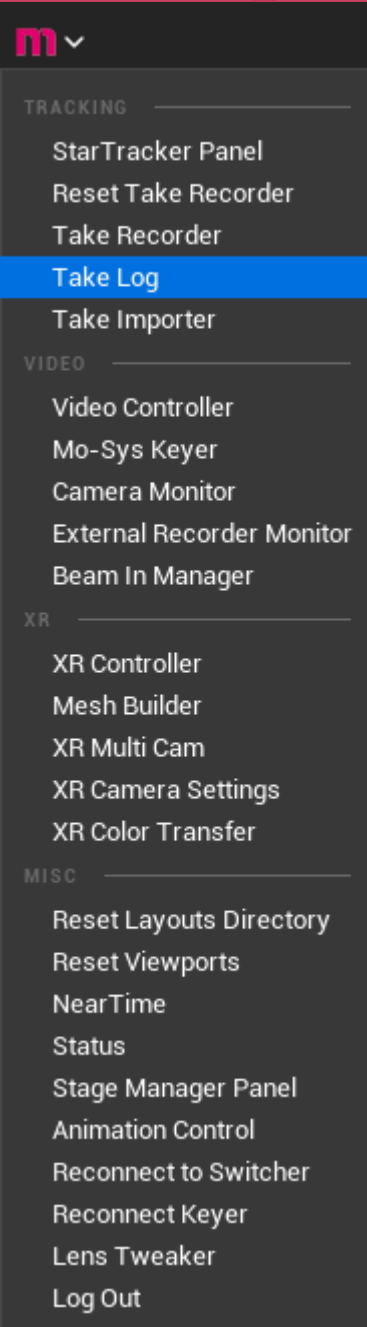 m
TRACKING
StarTracker Panel
Reset Take Recorder
Take Recorder
Take Log
Take Importer
VIDEO
Video Controller
Mo-Sys Keyer
Camera Monitor
External Recorder Monitor
Beam In Manager
XR
XR Controller
Mesh Builder
XR Multi Cam
XR Camera Settings
XR Color Transfer
MISC
Reset Layouts Directory
Reset Viewports
NearTime
Status
Stage Manager Panel
Animation Control
Reconnect to Switcher
Reconnect Keyer
Lens Tweaker
Log Out